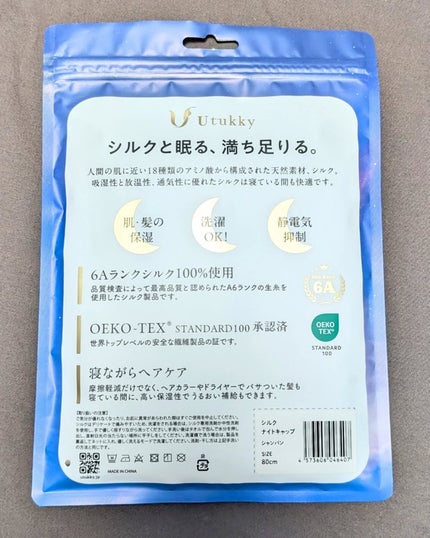 Utukky
シルクと眠る、満ち足りる。
人間の肌に近い18種類のアミノ酸から構成された天然素材、シルク。
吸湿性と放湿性、通気性に優れたシルクは寝ている間も快適です。
肌・髪の
保湿
洗濯
OK!
静電気
抑制
6Aランクシルク100%使用
品質検査によって最高品質と認められたA6ランクの生糸を
使用したシルク製品です。
6A
OEKO-TEX® STANDARD100 承認済
世界トップレベルの安全な繊維製品の証です。
OEKO
TEX®
STANDARD
100
寝ながらヘアケア
摩擦軽減だけでなく、ヘアカラーやドライヤーで パサついた髪も
寝ている間に、高い保湿性でうるおい補給もできます。
【取り扱いの注意】
シルク
ナイトキャップ
シャンパン
SIZE
80cm
4573606046407
utukky.jp
MADE IN CHINA